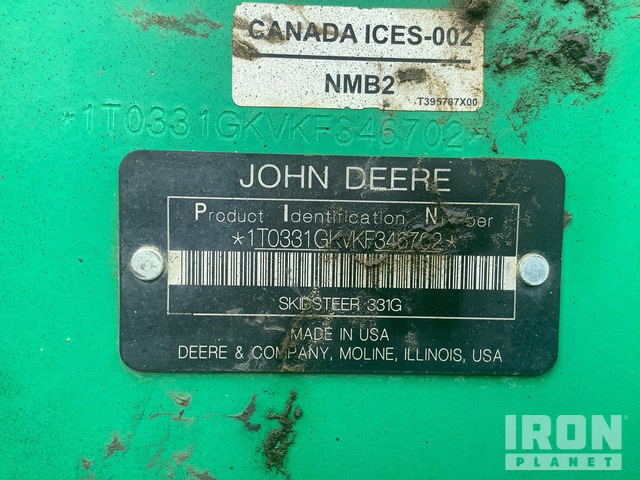 CANADA ICES-002
NMB2
T395787X00
*1T0331GKVKF346702*
JOHN DEERE
Product Identification Number
*1T0331GKVKF346702*
SKIDSTEER 331G
MADE IN USA
DEERE & COMPANY, MOLINE, ILLINOIS, USA
IRON
PLANET